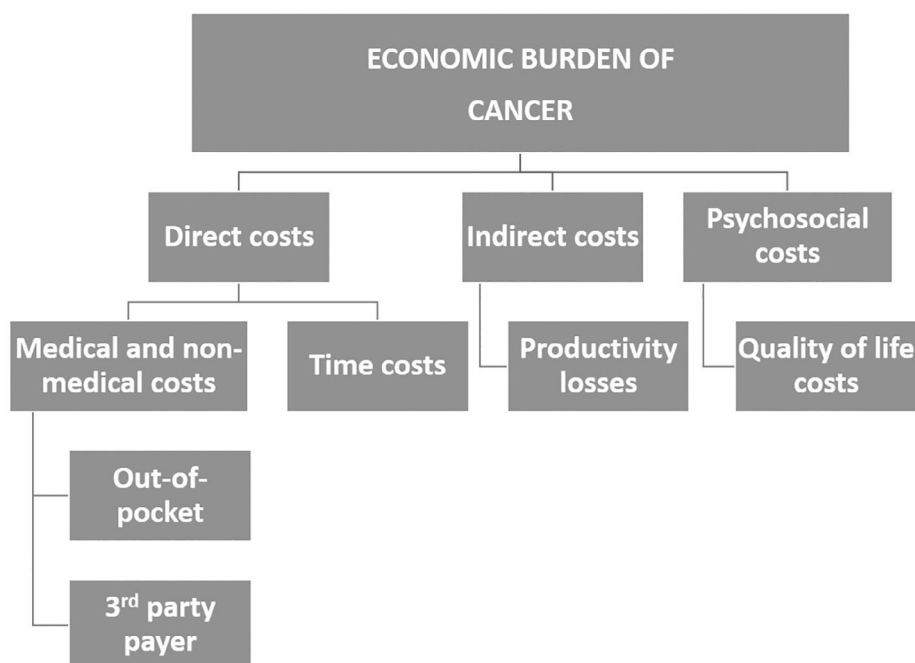 ECONOMIC BURDEN OF
CANCER
Direct costs
Indirect costs
Psychosocial
costs
Medical and non-
medical costs
Time costs
Productivity
losses
Quality of life
costs
Out-of-
pocket
3rd party
payer